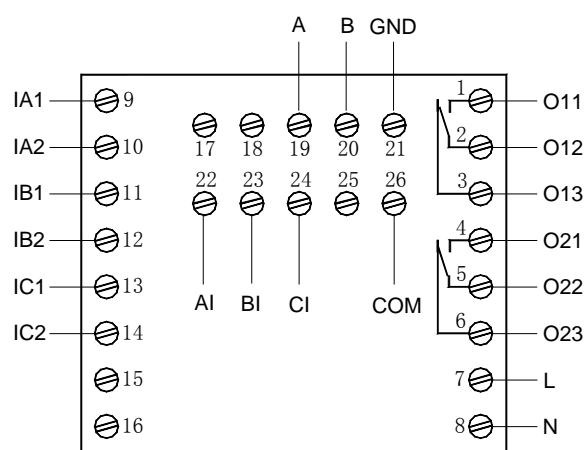 A B GND
IA1 9 1 O11
IA2 10 17 18 19 20 21 2 O12
IB1 11 22 23 24 25 26 3 O13
IB2 12 4 O21
IC1 13 AI BI CI COM 5 O22
IC2 14 6 O23
15 7 L
16 8 N